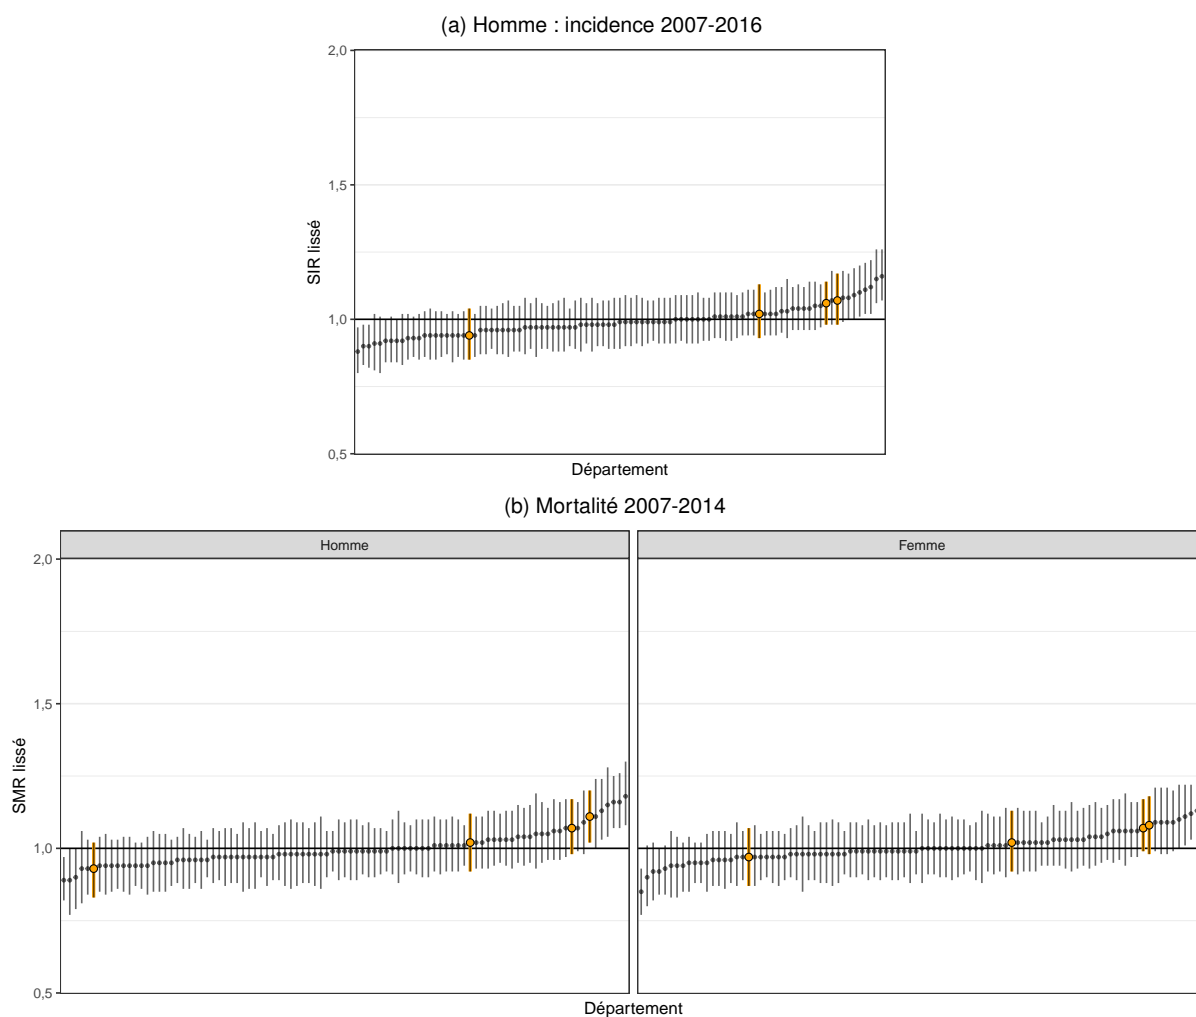 (a) Homme : incidence 2007-2016
2,0
1,5
1,0
0,5
SIR lissé
Département
(b) Mortalité 2007-2014
Homme
Femme
2,0
1,5
1,0
0,5
SMR lissé
Département